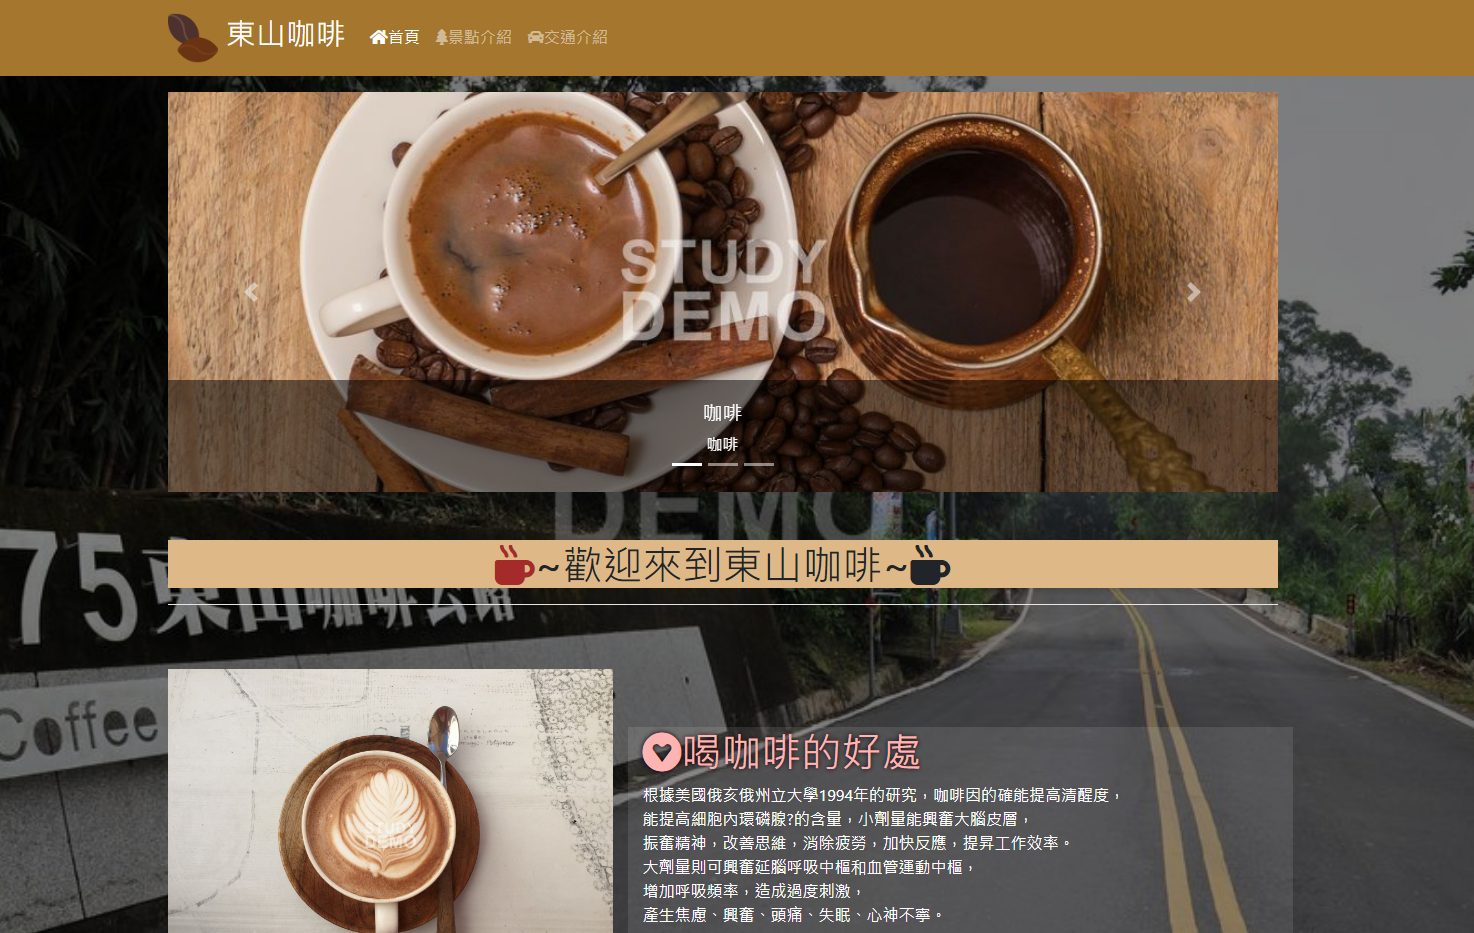 東山咖啡 首頁 景點介紹 交通介紹
STUDY
DEMO
咖啡
咖啡
DEMO
~歡迎來到東山咖啡~
175東山咖啡公路
Coffee
STUDY
DEMO
喝咖啡的好處
根據美國俄亥俄州立大學1994年的研究，咖啡因的確能提高清醒度，
能提高細胞內環磷腺?的含量，小劑量能興奮大腦皮層，
振奮精神，改善思維，消除疲勞，加快反應，提昇工作效率。
大劑量則可興奮延腦呼吸中樞和血管運動中樞，
增加呼吸頻率，造成過度刺激，
產生焦慮、興奮、頭痛、失眠、心神不寧。